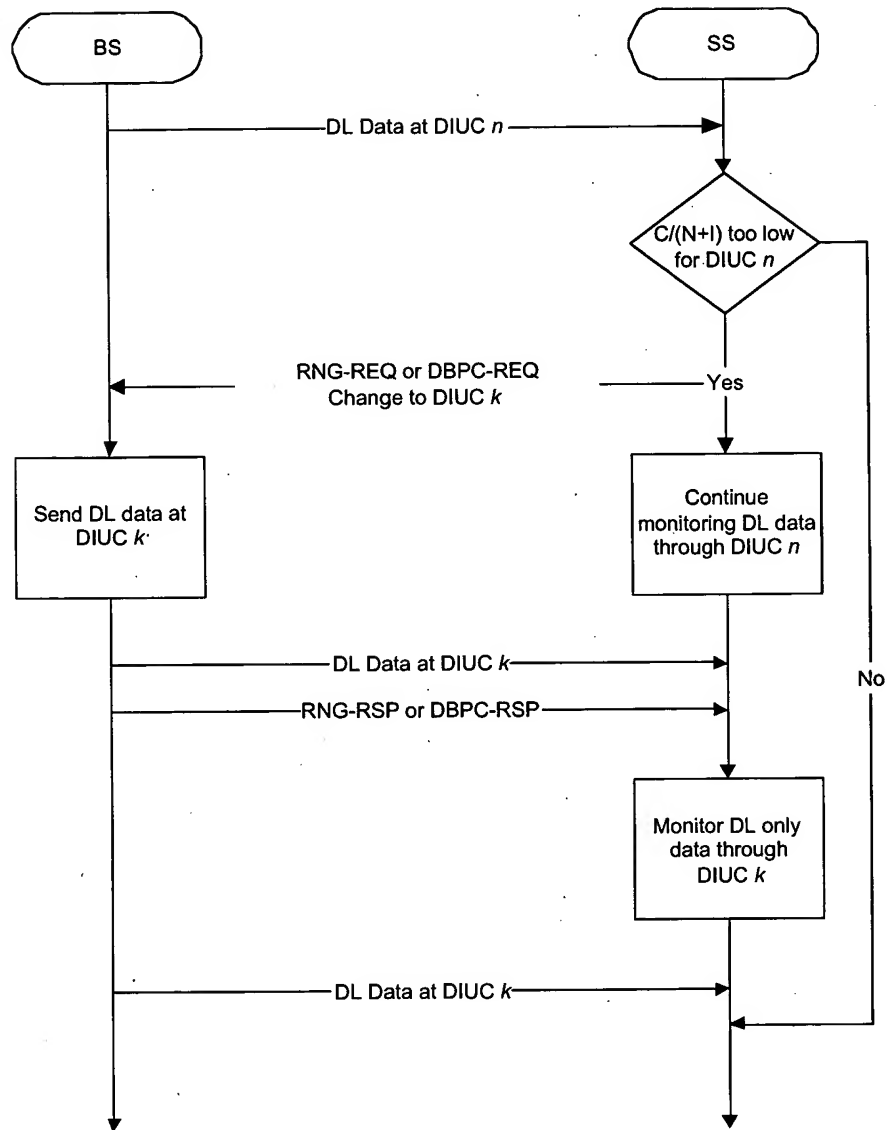 BS
SS
DL Data at DIUC n
C/(N+I) too low
for DIUC n
RNG-REQ or DBPC-REQ
Change to DIUC k
Yes
Send DL data at
DIUC k
Continue
monitoring DL data
through DIUC n
DL Data at DIUC k
No
RNG-RSP or DBPC-RSP
Monitor DL only
data through
DIUC k
DL Data at DIUC k